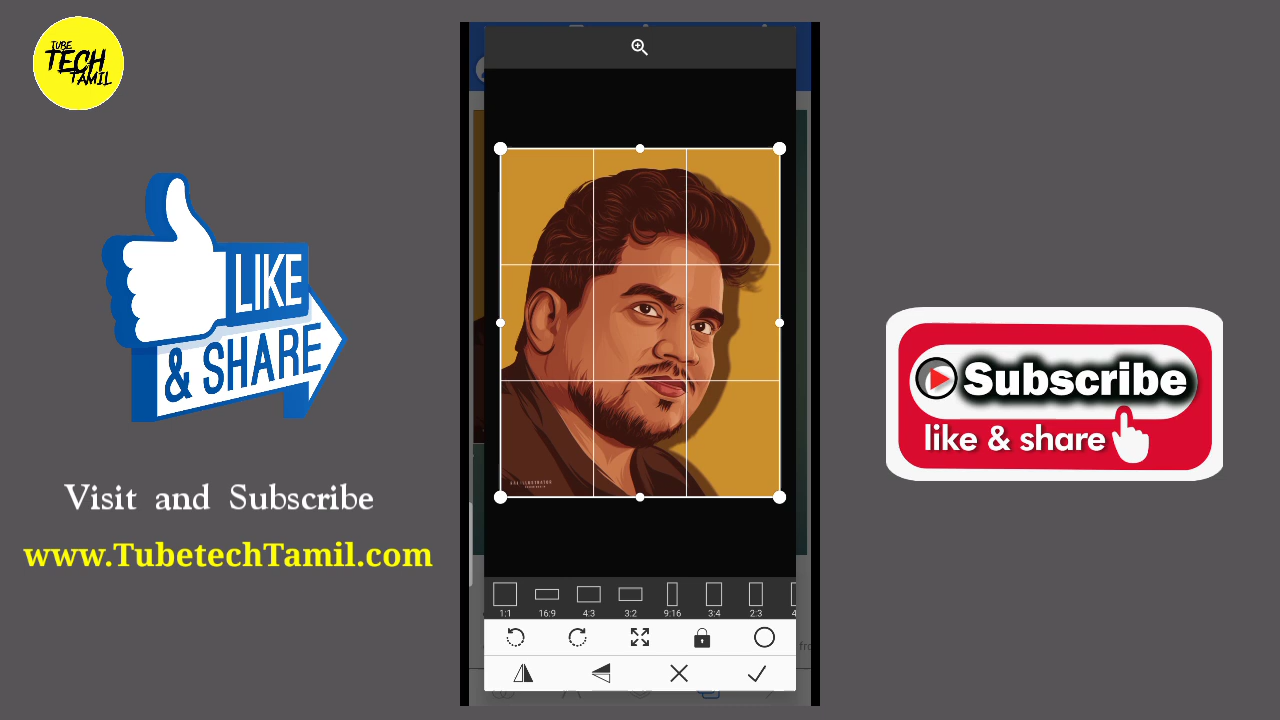 TUBE
TECH
TAMIL
LIKE
& SHARE
Visit and Subscribe
www.TubetechTamil.com
1:1 16:9 4:3 3:2 9:16 3:4 2:3
Subscribe
like & share